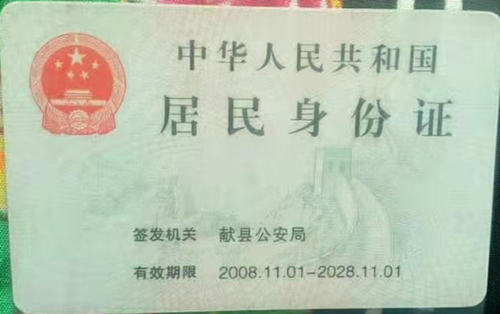 中华人民共和国
居民身份证
签发机关 献县公安局
有效期限 2008.11.01-2028.11.01